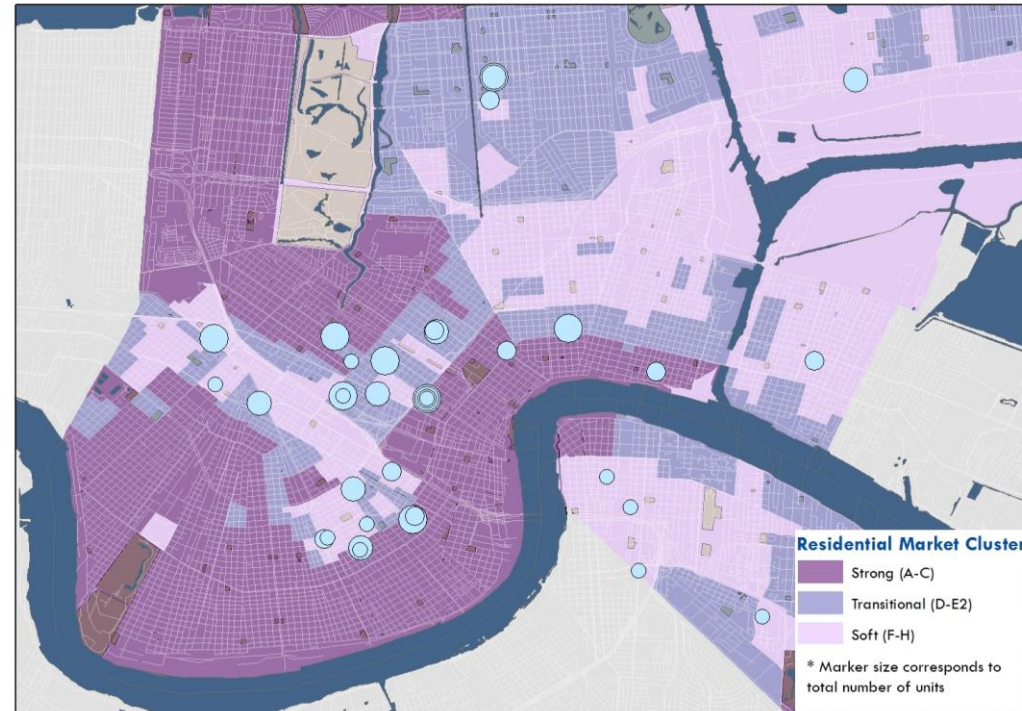 Residential Market Cluster
Strong (A-C)
Transitional (D-E2)
Soft (F-H)
* Marker size corresponds to
total number of units